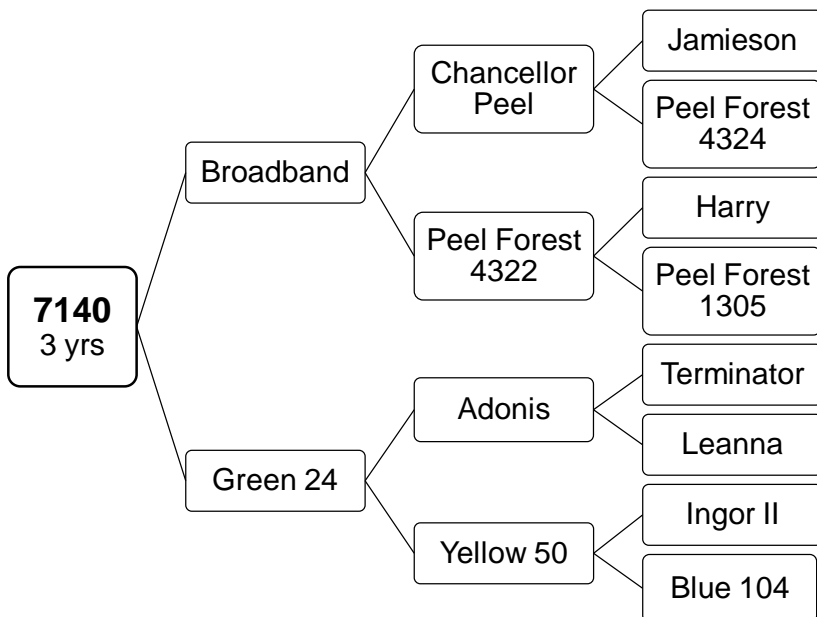 Jamieson
Chancellor
Peel
Peel Forest
4324
Broadband
Harry
Peel Forest
4322
Peel Forest
1305
7140
3 yrs
Terminator
Adonis
Leanna
Green 24
Ingor II
Yellow 50
Blue 104